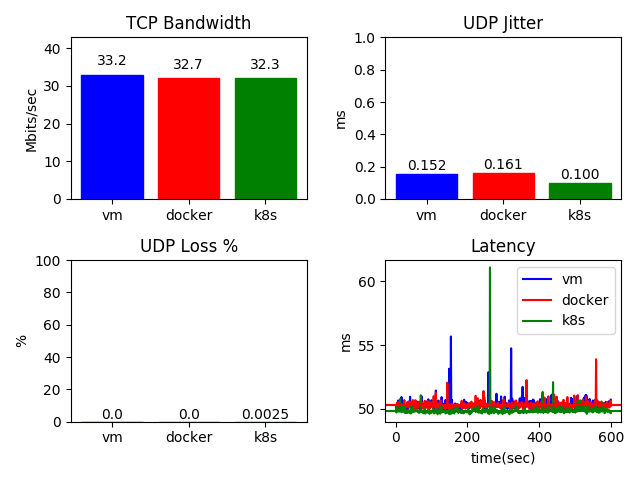 TCP Bandwidth
Mbits/sec
40
30
20
10
0
33.2
32.7
32.3
vm
docker
k8s
UDP Jitter
ms
1.0
0.8
0.6
0.4
0.2
0.0
0.152
0.161
0.100
vm
docker
k8s
UDP Loss %
%
100
80
60
40
20
0
0.0
0.0
0.0025
vm
docker
k8s
Latency
ms
60
55
50
vm
docker
k8s
0
200
400
600
time(sec)